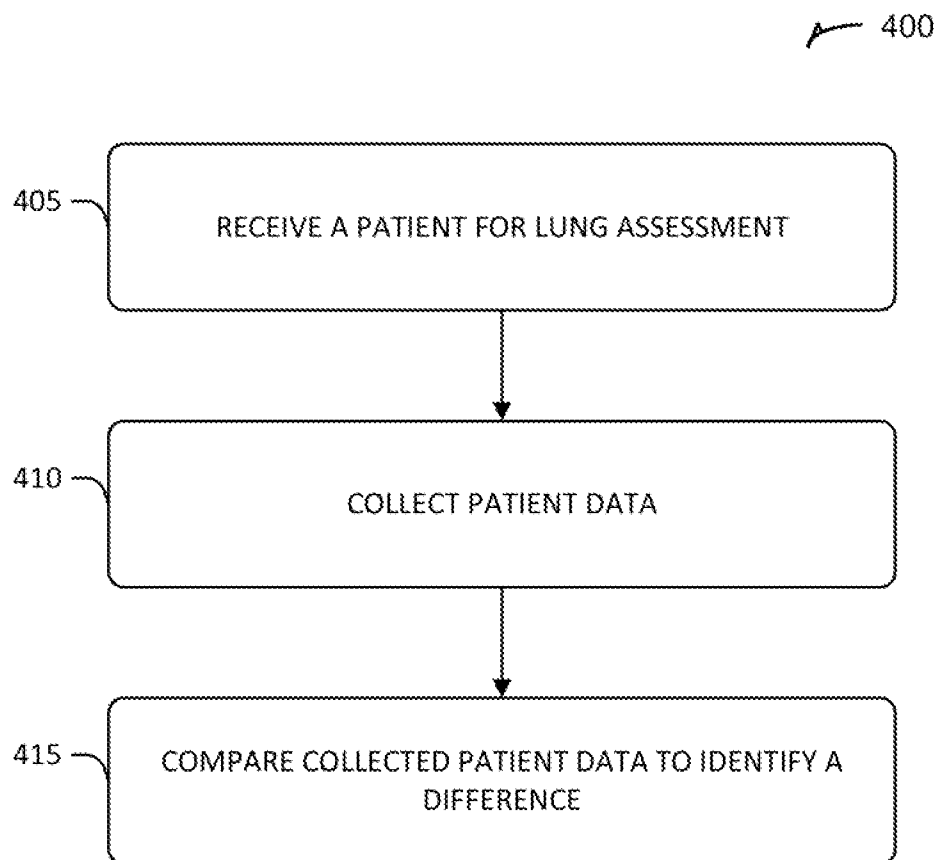 400
405
RECEIVE A PATIENT FOR LUNG ASSESSMENT
410
COLLECT PATIENT DATA
415
COMPARE COLLECTED PATIENT DATA TO IDENTIFY A
DIFFERENCE